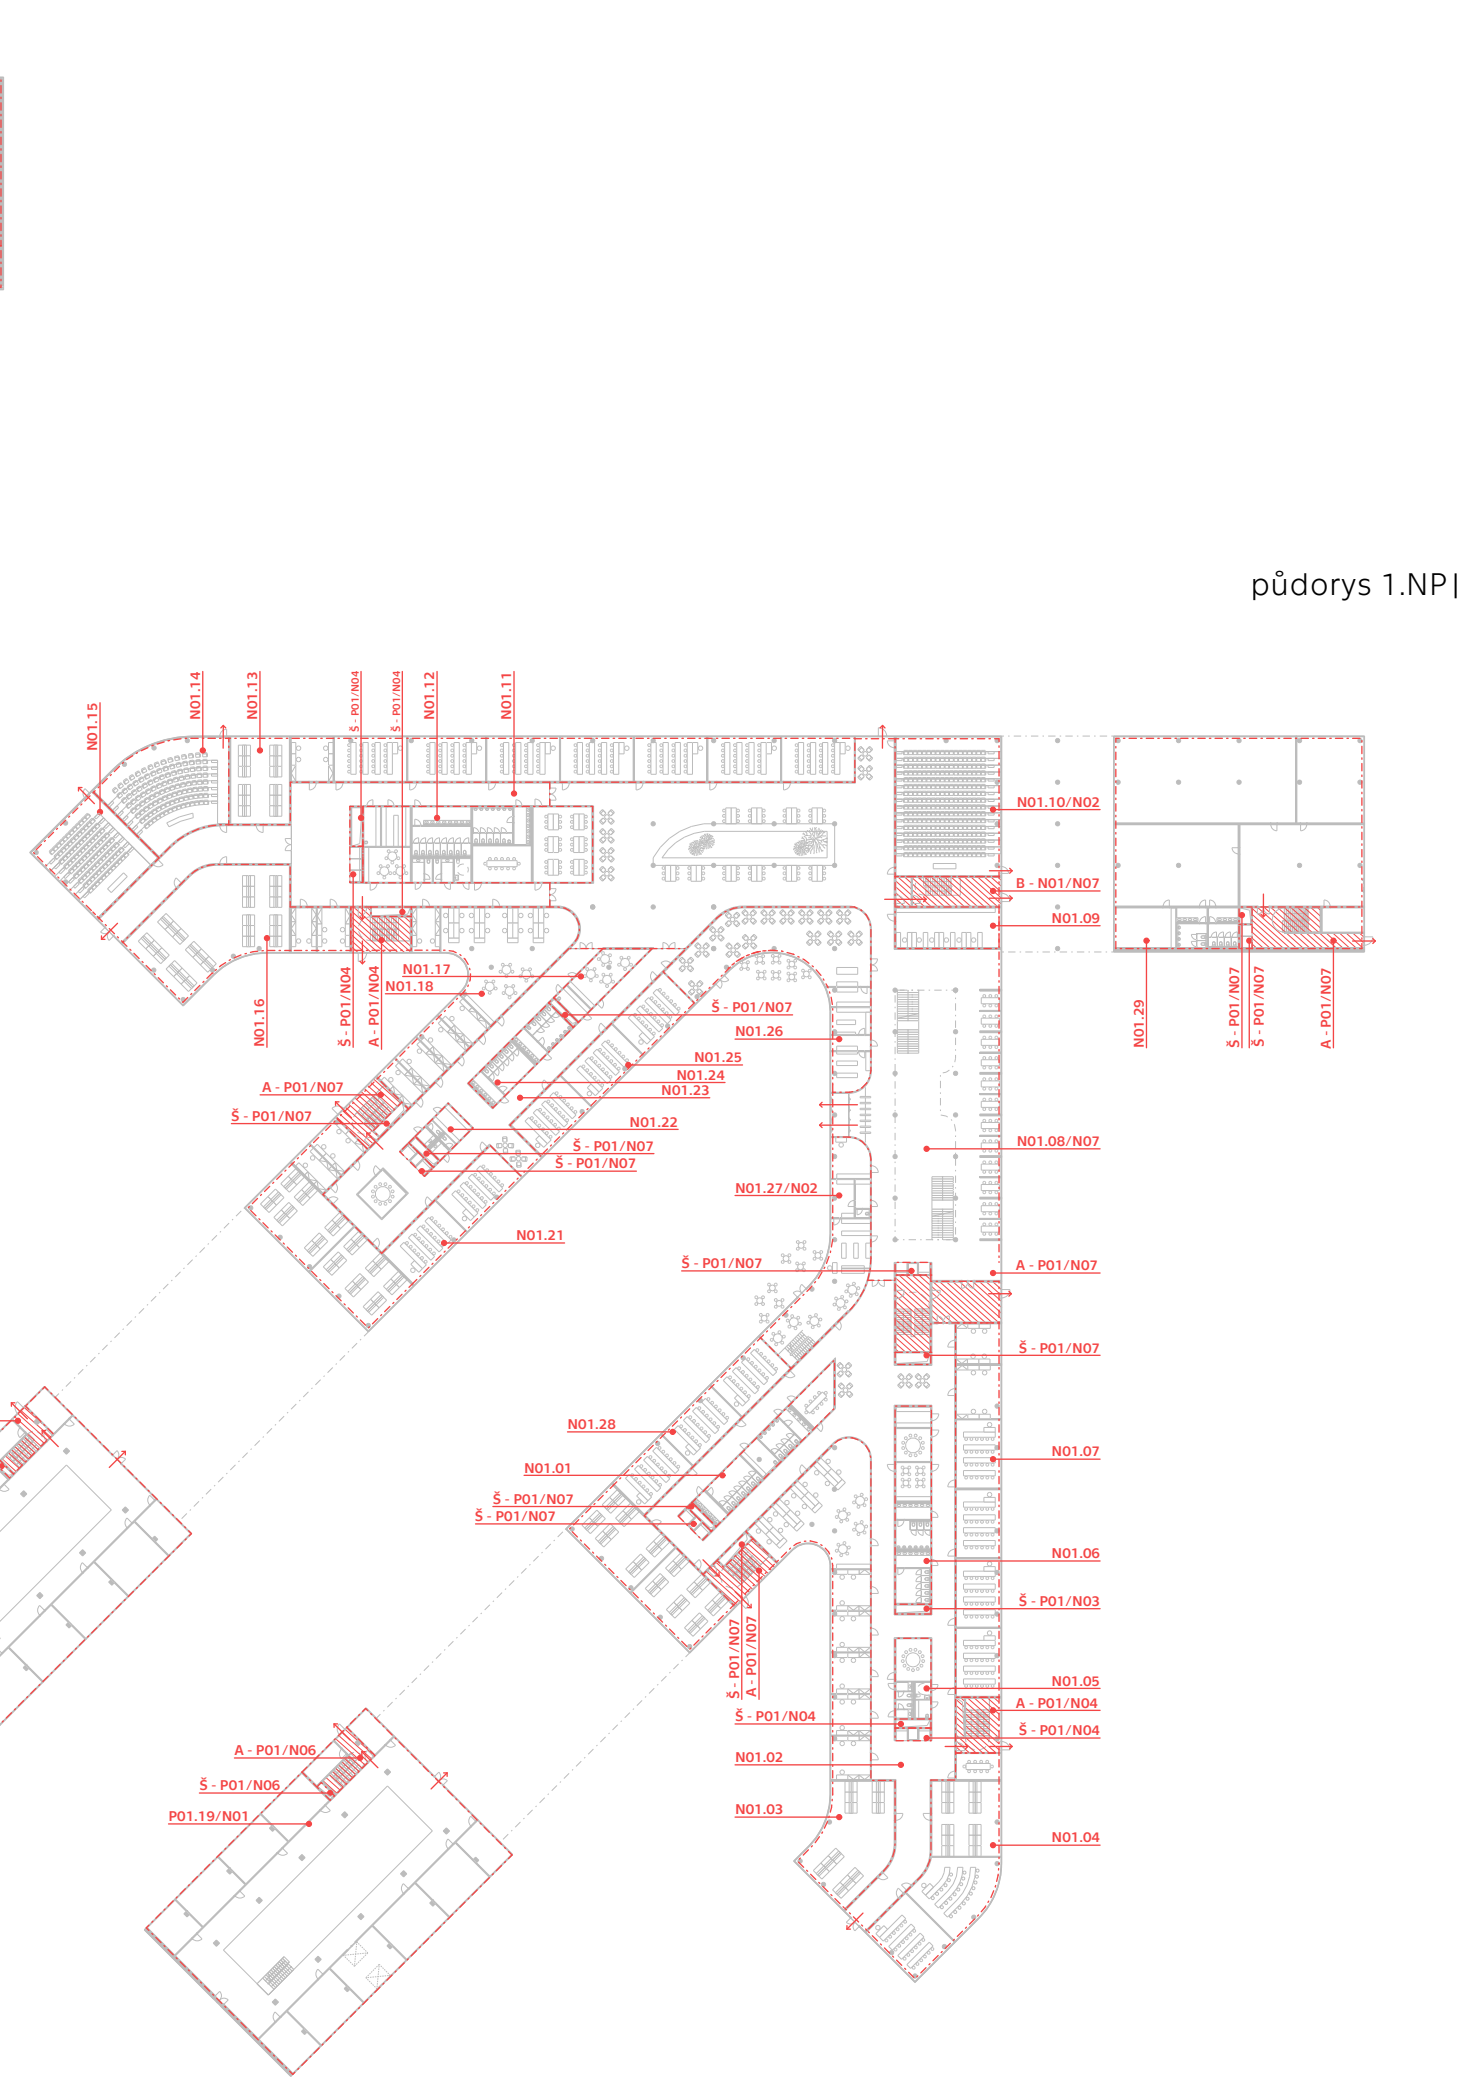 půdorys 1.NP|
N01.15
N01.14
N01.13
Š - P01/N04
Š - P01/N04
N01.12
N01.11
N01.10/N02
B - N01/N07
N01.09
N01.17
N01.18
N01.16
Š - P01/N04
A - P01/N04
Š - P01/N07
N01.26
N01.29
Š - P01/N07
Š - P01/N07
A - P01/N07
N01.25
N01.24
N01.23
A - P01/N07
Š - P01/N07
N01.22
Š - P01/N07
Š - P01/N07
N01.08/N07
N01.27/N02
N01.21
Š - P01/N07
A - P01/N07
Š - P01/N07
N01.28
N01.07
N01.01
Š - P01/N07
Š - P01/N07
N01.06
Š - P01/N03
Š - P01/N07
A - P01/N07
N01.05
A - P01/N04
Š - P01/N04
Š - P01/N04
N01.02
A - P01/N06
Š - P01/N06
P01.19/N01
N01.03
N01.04